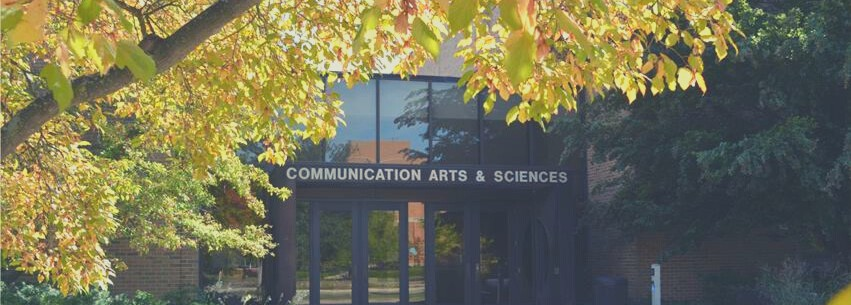 COMMUNICATION ARTS & SCIENCES